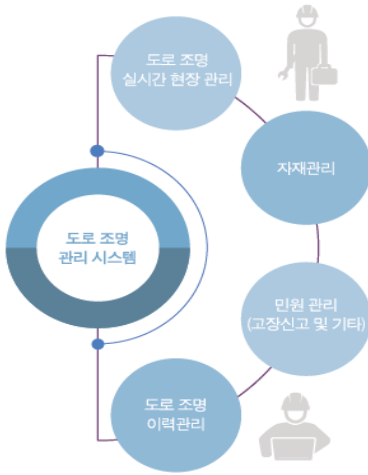 도로 조명
실시간 현장 관리
자재관리
도로 조명
관리 시스템
민원 관리
(고장신고 및 기타)
도로 조명
이력관리